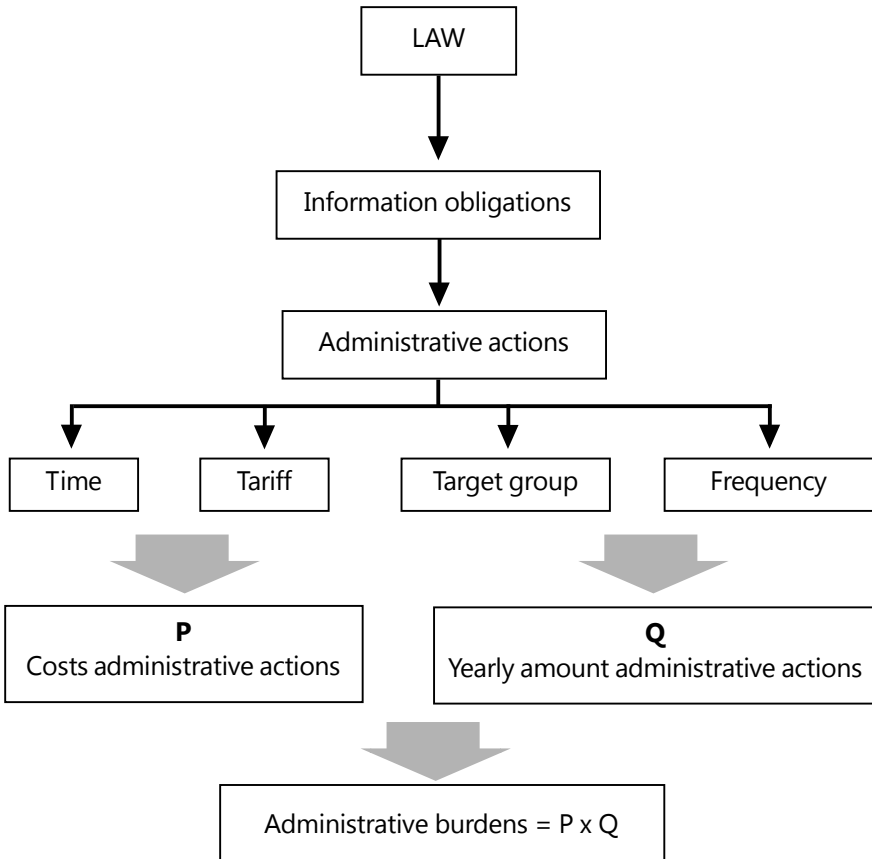 LAW
Information obligations
Administrative actions
Time
Tariff
Target group
Frequency
P
Costs administrative actions
Q
Yearly amount administrative actions
Administrative burdens = P x Q